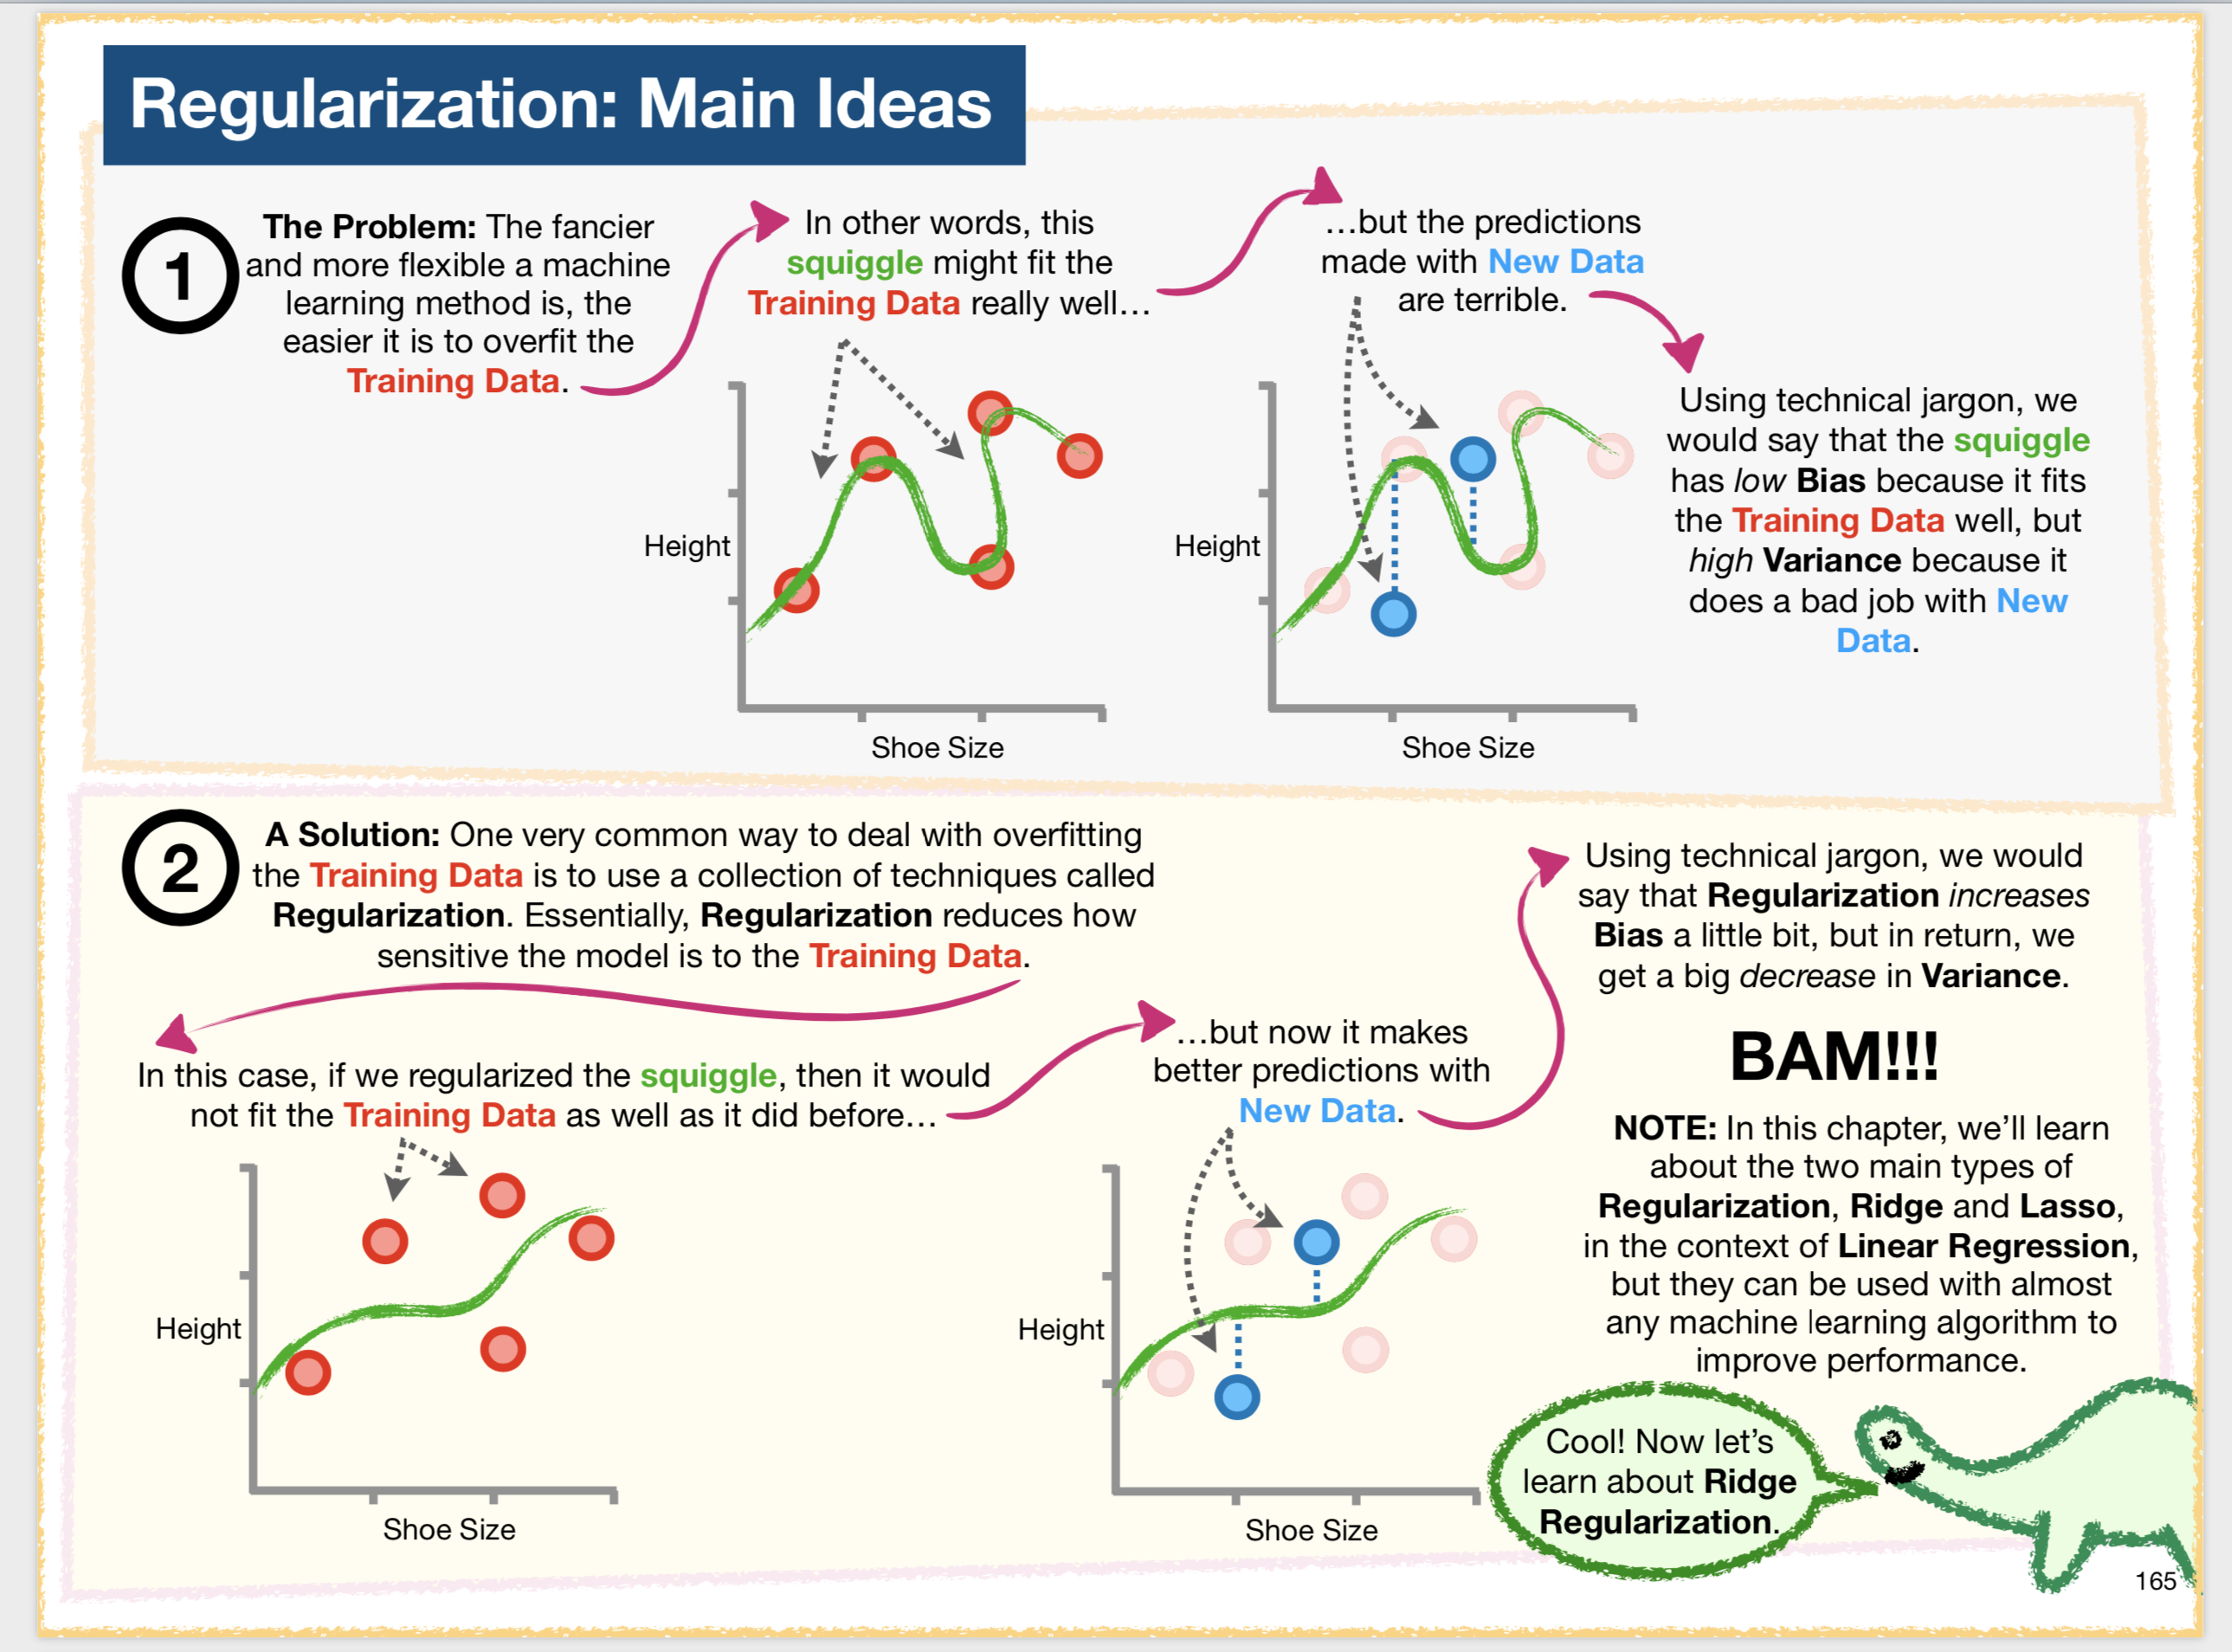 Regularization: Main Ideas
1
The Problem: The fancier
and more flexible a machine
learning method is, the
easier it is to overfit the
Training Data.
In other words, this
squiggle might fit the
Training Data really well…
…but the predictions
made with New Data
are terrible.
Using technical jargon, we
would say that the squiggle
has low Bias because it fits
the Training Data well, but
high Variance because it
does a bad job with New
Data.
Height
Shoe Size
Height
Shoe Size
2
A Solution: One very common way to deal with overfitting
the Training Data is to use a collection of techniques called
Regularization. Essentially, Regularization reduces how
sensitive the model is to the Training Data.
In this case, if we regularized the squiggle, then it would
not fit the Training Data as well as it did before…
…but now it makes
better predictions with
New Data.
Using technical jargon, we would
say that Regularization increases
Bias a little bit, but in return, we
get a big decrease in Variance.
BAM!!!
NOTE: In this chapter, we’ll learn
about the two main types of
Regularization, Ridge and Lasso,
in the context of Linear Regression,
but they can be used with almost
any machine learning algorithm to
improve performance.
Height
Shoe Size
Height
Shoe Size
Cool! Now let’s
learn about Ridge
Regularization.
165